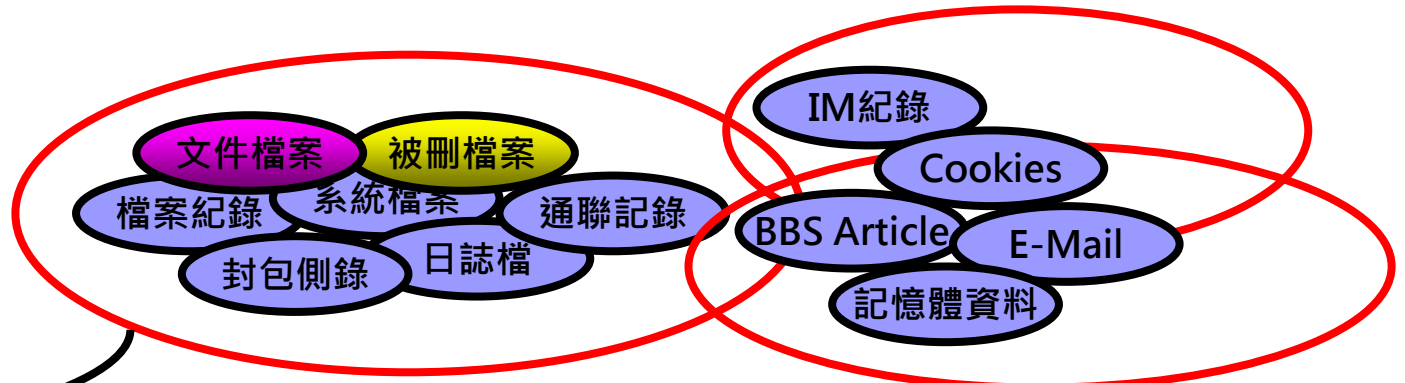 文件檔案
被刪檔案
檔案紀錄
系統檔案
通聯記錄
封包側錄
日誌檔
IM紀錄
Cookies
BBS Article
E-Mail
記憶體資料